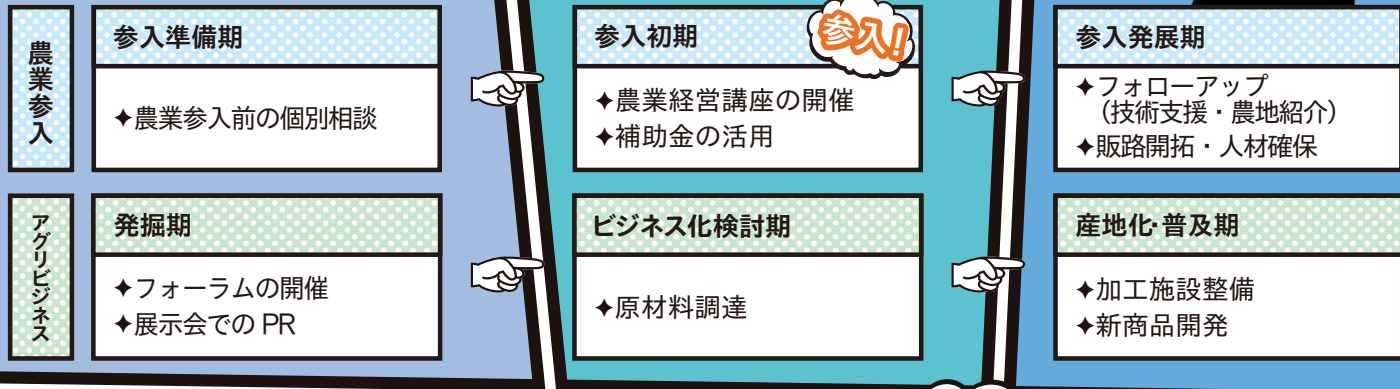 農業参入
参入準備期
✦農業参入前の個別相談
参入初期
参入!
✦農業経営講座の開催
✦補助金の活用
参入発展期
✦フォローアップ
（技術支援・農地紹介）
✦販路開拓・人材確保
アグリビジネス
発掘期
✦フォーラムの開催
✦展示会での PR
ビジネス化検討期
✦原材料調達
産地化・普及期
✦加工施設整備
✦新商品開発